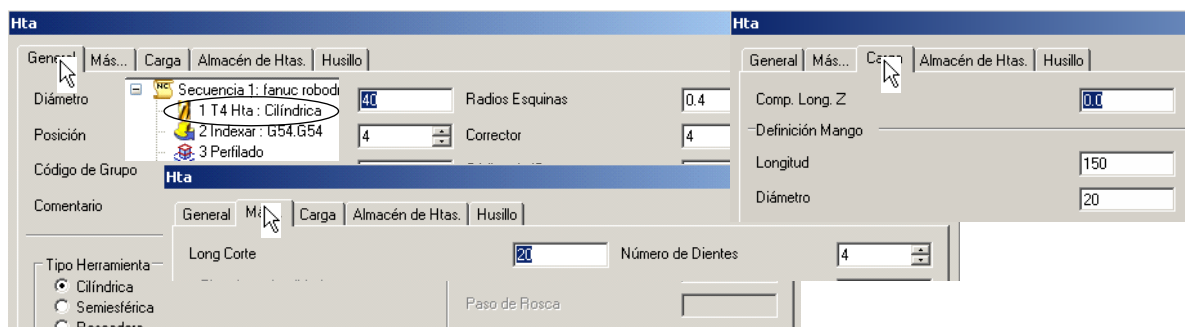 Hta
General Más... Carga Almacén de Htas. Husillo
Diámetro
NC Secuencia 1: fanuc robodr
1 T4 Hta : Cilíndrica
2 Indexar : G54.G54
3 Perfilado
40
Radios Esquinas
0.4
Posición
4
Corrector
4
Código de Grupo
Comentario
Tipo Herramienta
Cilíndrica
Semiesférica
Hta
General Carga Almacén de Htas. Husillo
Long Corte
20
Número de Dientes
4
Paso de Rosca
Hta
General Más... Carga Almacén de Htas. Husillo
Comp. Long. Z
0.0
Definición Mango
Longitud
150
Diámetro
20